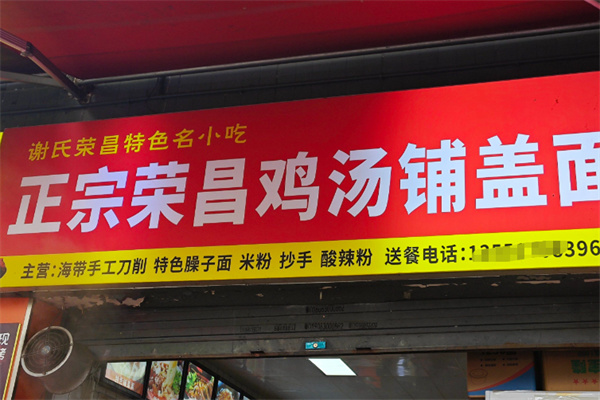 谢氏荣昌特色名小吃
正宗荣昌鸡汤铺盖面
主营:海带手工刀削 特色臊子面 米粉 抄手 酸辣粉 送餐电话:
现